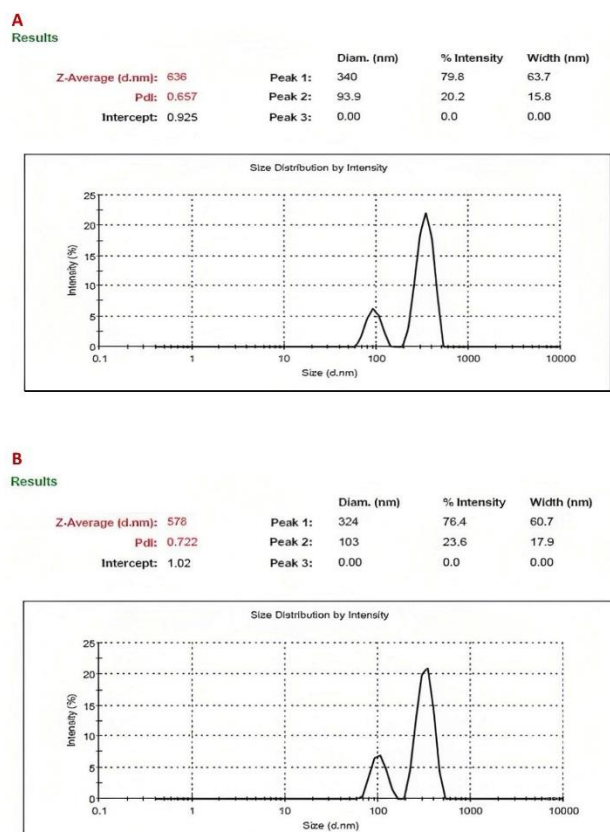 A
Results
Diam. (nm) % Intensity Width (nm)
Z-Average (d.nm): 636 Peak 1: 340 79.8 63.7
PdI: 0.657 Peak 2: 93.9 20.2 15.8
Intercept: 0.925 Peak 3: 0.00 0.0 0.00
Size Distribution by Intensity
Intensity (%)
25
20
15
10
5
0
0.1 1 10 100 1000 10000
Size (d.nm)
B
Results
Diam. (nm) % Intensity Width (nm)
Z-Average (d.nm): 578 Peak 1: 324 76.4 60.7
PdI: 0.722 Peak 2: 103 23.6 17.9
Intercept: 1.02 Peak 3: 0.00 0.0 0.00
Size Distribution by Intensity
Intensity (%)
25
20
15
10
5
0
0.1 1 10 100 1000 10000
Size (d.nm)